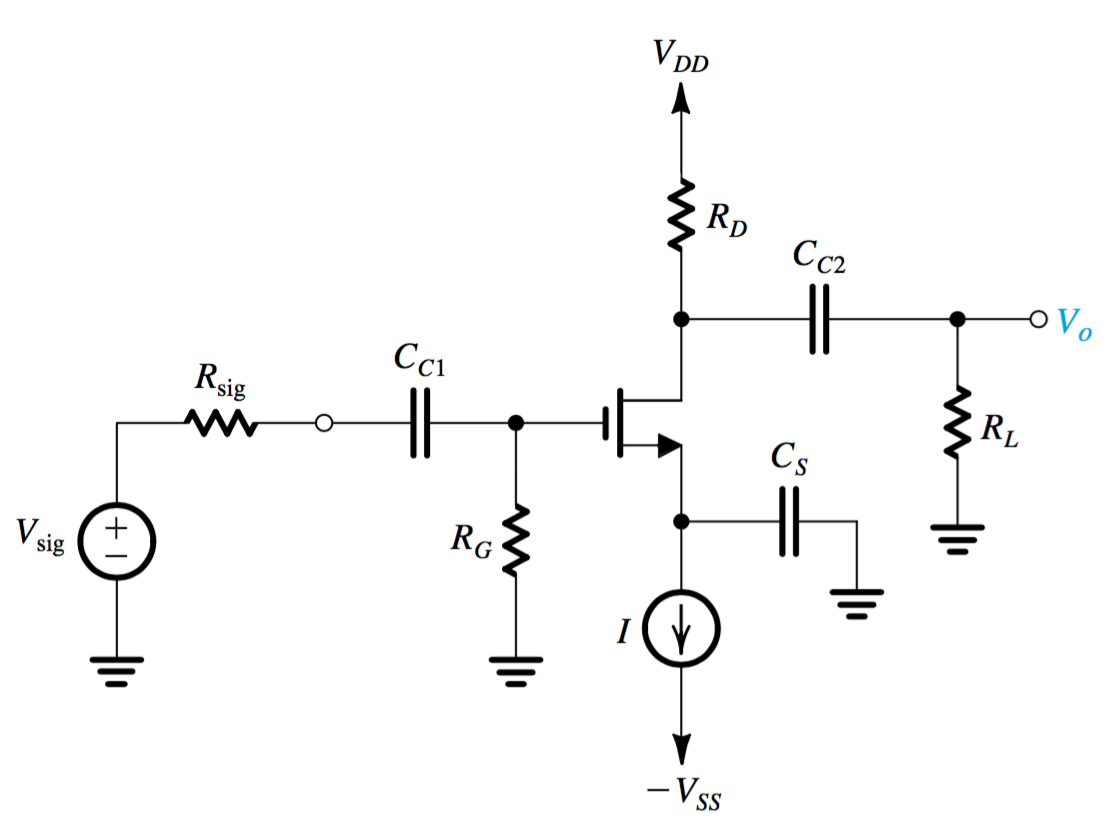 V_DD
R_D
C_C2
V_o
C_C1
R_sig
R_L
C_S
V_sig
+
−
R_G
I
−V_SS